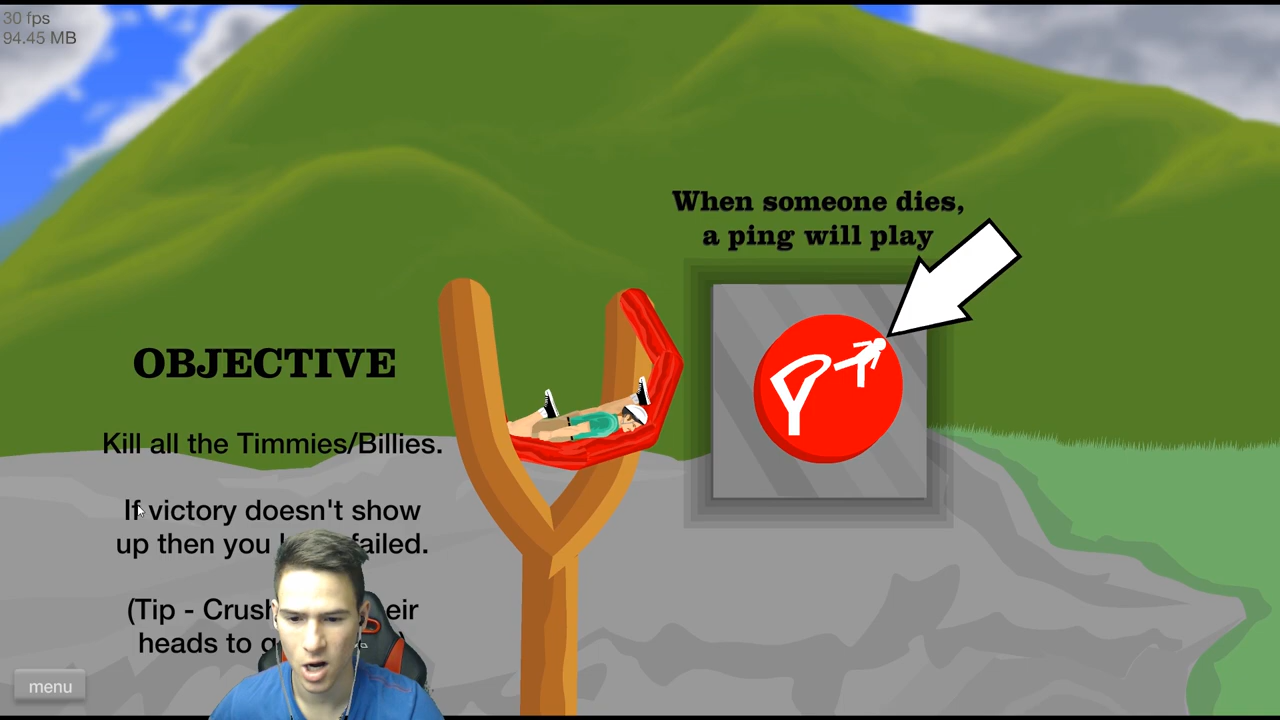 30 fps
94.45 MB
When someone dies,
a ping will play
OBJECTIVE
Kill all the Timmies/Billies.
If victory doesn't show
up then you failed.
(Tip - Crush
heads to
menu